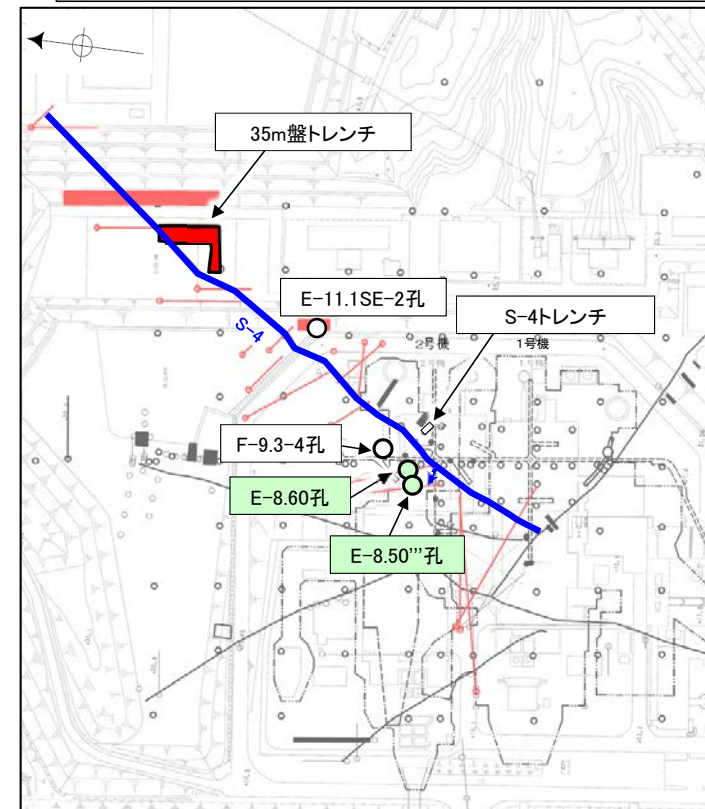 35m盤トレンチ
E-11.1SE-2孔
S-4トレンチ
S-4
2号機
1号機
F-9.3-4孔
E-8.60孔
E-8.50'''孔